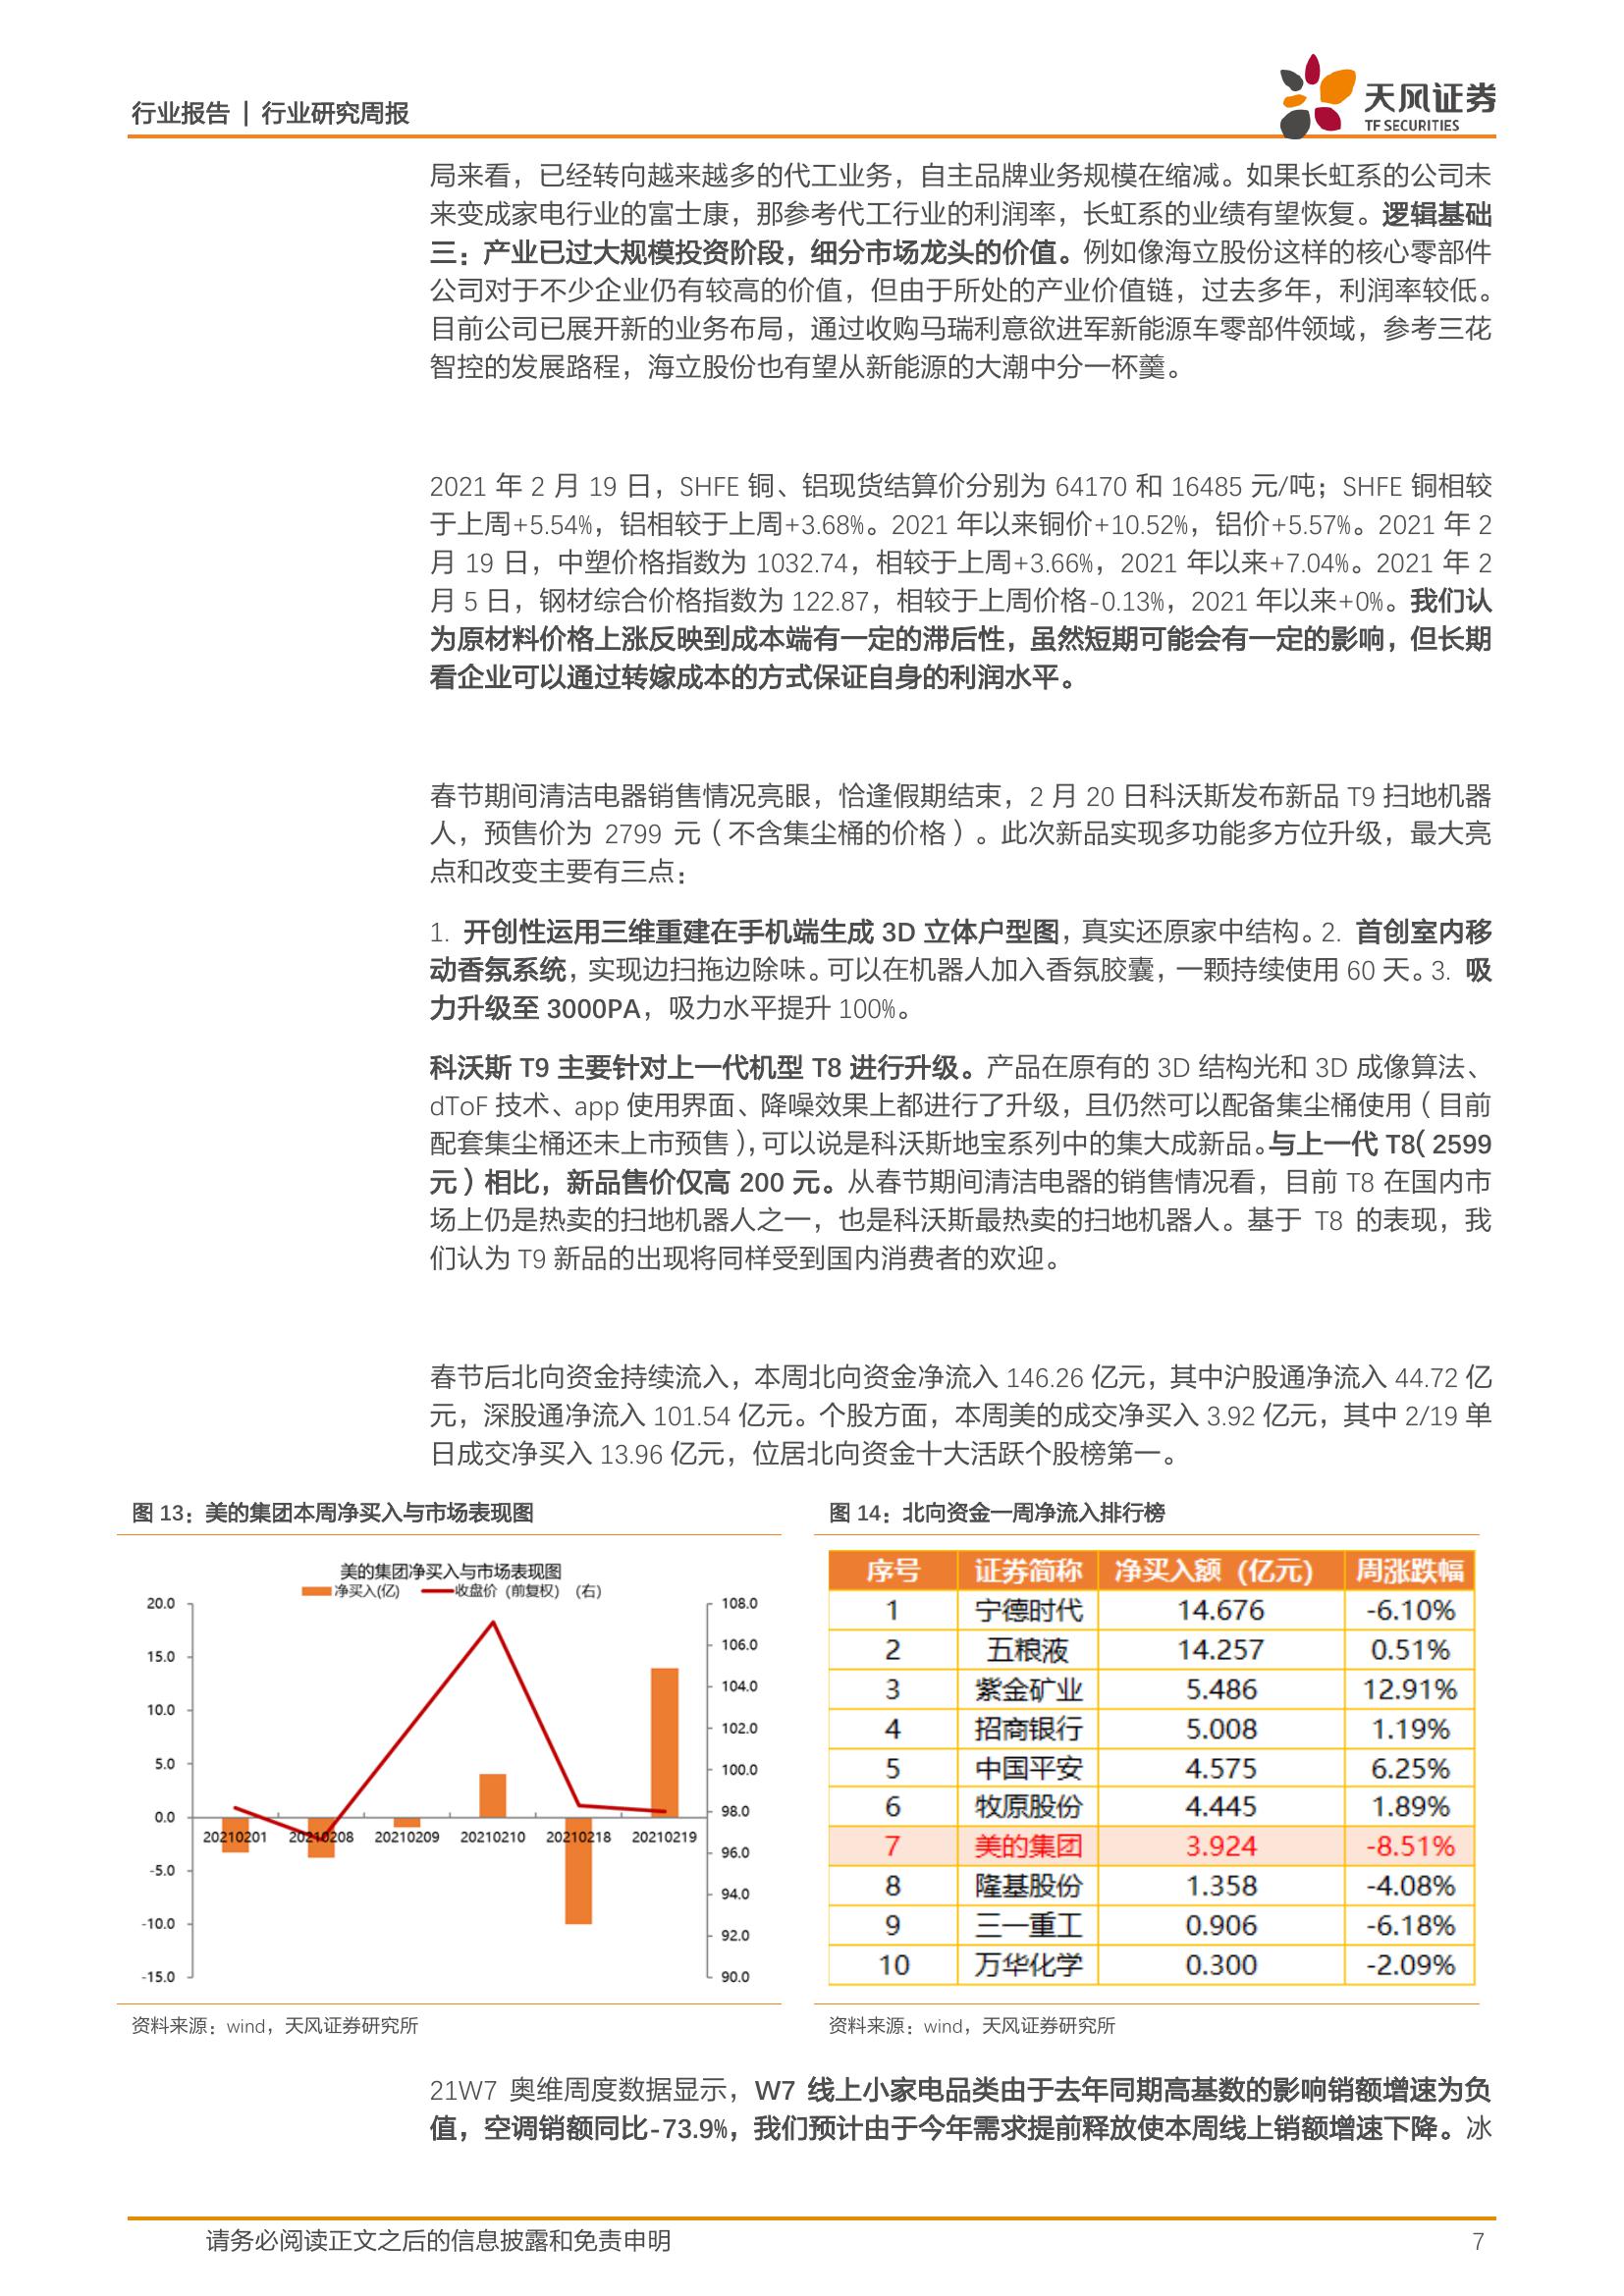 行业报告 | 行业研究周报
天风证券
TF SECURITIES
局来看，已经转向越来越多的代工业务，自主品牌业务规模在缩减。如果长虹系的公司未
来变成家电行业的富士康，那参考代工行业的利润率，长虹系的业绩有望恢复。逻辑基础
三：产业已过大规模投资阶段，细分市场龙头的价值。例如像海立股份这样的核心零部件
公司对于不少企业仍有较高的价值，但由于所处的产业价值链，过去多年，利润率较低。
目前公司已展开新的业务布局，通过收购马瑞利意欲进军新能源车零部件领域，参考三花
智控的发展路程，海立股份也有望从新能源的大潮中分一杯羹。
2021 年 2 月 19 日，SHFE 铜、铝现货结算价分别为 64170 和 16485 元/吨；SHFE 铜相较
于上周+5.54%，铝相较于上周+3.68%。2021 年以来铜价+10.52%，铝价+5.57%。2021 年 2
月 19 日，中塑价格指数为 1032.74，相较于上周+3.66%，2021 年以来+7.04%。2021 年 2
月 5 日，钢材综合价格指数为 122.87，相较于上周价格-0.13%，2021 年以来+0%。我们认
为原材料价格上涨反映到成本端有一定的滞后性，虽然短期可能会有一定的影响，但长期
看企业可以通过转嫁成本的方式保证自身的利润水平。
春节期间清洁电器销售情况亮眼，恰逢假期结束，2 月 20 日科沃斯发布新品 T9 扫地机器
人，预售价为 2799 元（不含集尘桶的价格）。此次新品实现多功能多方位升级，最大亮
点和改变主要有三点：
1. 开创性运用三维重建在手机端生成 3D 立体户型图，真实还原家中结构。2. 首创室内移
动香氛系统，实现边扫拖边除味。可以在机器人加入香氛胶囊，一颗持续使用 60 天。3. 吸
力升级至 3000PA，吸力水平提升 100%。
科沃斯 T9 主要针对上一代机型 T8 进行升级。产品在原有的 3D 结构光和 3D 成像算法、
dToF 技术、app 使用界面、降噪效果上都进行了升级，且仍然可以配备集尘桶使用（目前
配套集尘桶还未上市预售），可以说是科沃斯地宝系列中的集大成新品。与上一代 T8（2599
元）相比，新品售价仅高 200 元。从春节期间清洁电器的销售情况看，目前 T8 在国内市
场上仍是热卖的扫地机器人之一，也是科沃斯最热卖的扫地机器人。基于 T8 的表现，我
们认为 T9 新品的出现将同样受到国内消费者的欢迎。
春节后北向资金持续流入，本周北向资金净流入 146.26 亿元，其中沪股通净流入 44.72 亿
元，深股通净流入 101.54 亿元。个股方面，本周美的成交净买入 3.92 亿元，其中 2/19 单
日成交净买入 13.96 亿元，位居北向资金十大活跃个股榜第一。
图 13：美的集团本周净买入与市场表现图
美的集团净买入与市场表现图
净买入(亿) 收盘价（前复权）（右）
20.0 108.0
106.0
15.0
104.0
10.0
102.0
5.0
100.0
0.0 98.0
20210201 20210208 20210209 20210210 20210218 20210219
96.0
-5.0
94.0
-10.0
92.0
-15.0 90.0
资料来源：wind，天风证券研究所
图 14：北向资金一周净流入排行榜
序号 证券简称 净买入额（亿元） 周涨跌幅
1 宁德时代 14.676 -6.10%
2 五粮液 14.257 0.51%
3 紫金矿业 5.486 12.91%
4 招商银行 5.008 1.19%
5 中国平安 4.575 6.25%
6 牧原股份 4.445 1.89%
7 美的集团 3.924 -8.51%
8 隆基股份 1.358 -4.08%
9 三一重工 0.906 -6.18%
10 万华化学 0.300 -2.09%
资料来源：wind，天风证券研究所
21W7 奥维周度数据显示，W7 线上小家电品类由于去年同期高基数的影响销额增速为负
值，空调销额同比-73.9%，我们预计由于今年需求提前释放使本周线上销额增速下降。冰
请务必阅读正文之后的信息披露和免责申明 7